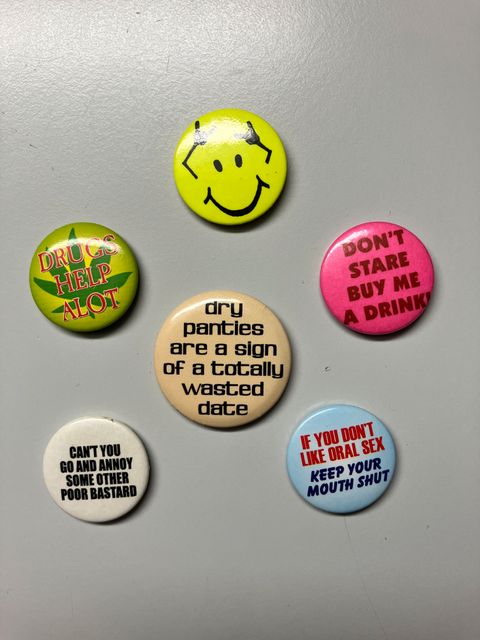 DRUGS
HELP
ALOT
DON'T
STARE
BUY ME
A DRINK!
dry
panties
are a sign
of a totally
wasted
date
CAN'T YOU
GO AND ANNOY
SOME OTHER
POOR BASTARD
IF YOU DON'T
LIKE ORAL SEX
KEEP YOUR
MOUTH SHUT